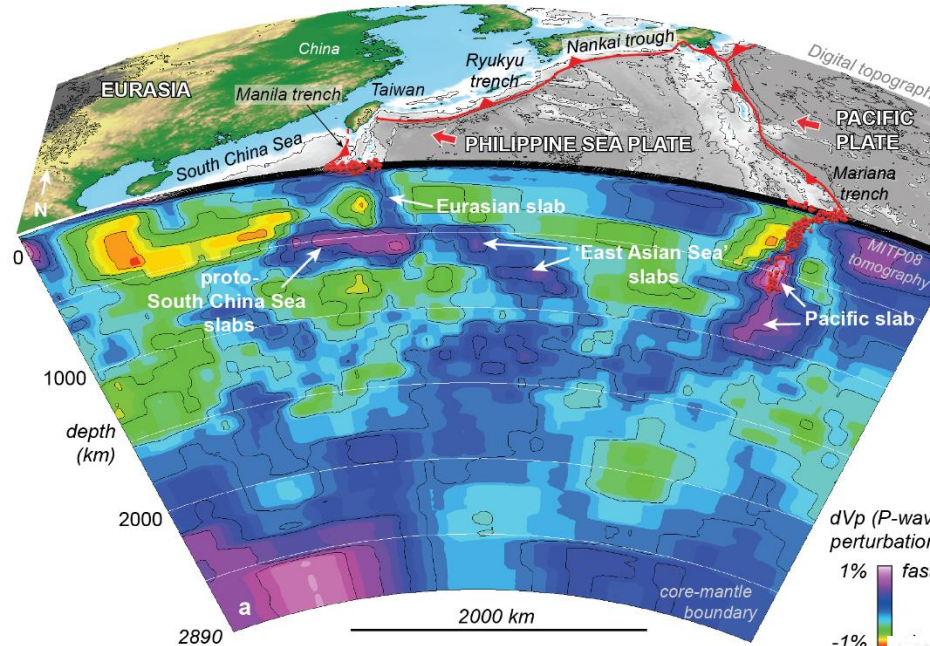 China
EURASIA
Manila trench
Taiwan
Ryukyu
trench
Nankai trough
Digital topography
PACIFIC
PLATE
PHILIPPINE SEA PLATE
South China Sea
Mariana
trench
N
Eurasian slab
MITP08
tomography
0
proto-
South China Sea
slabs
'East Asian Sea'
slabs
Pacific slab
1000
depth
(km)
2000
dVp (P-wav
perturbation
1%
fast
a
core-mantle
boundary
2890
2000 km
-1%